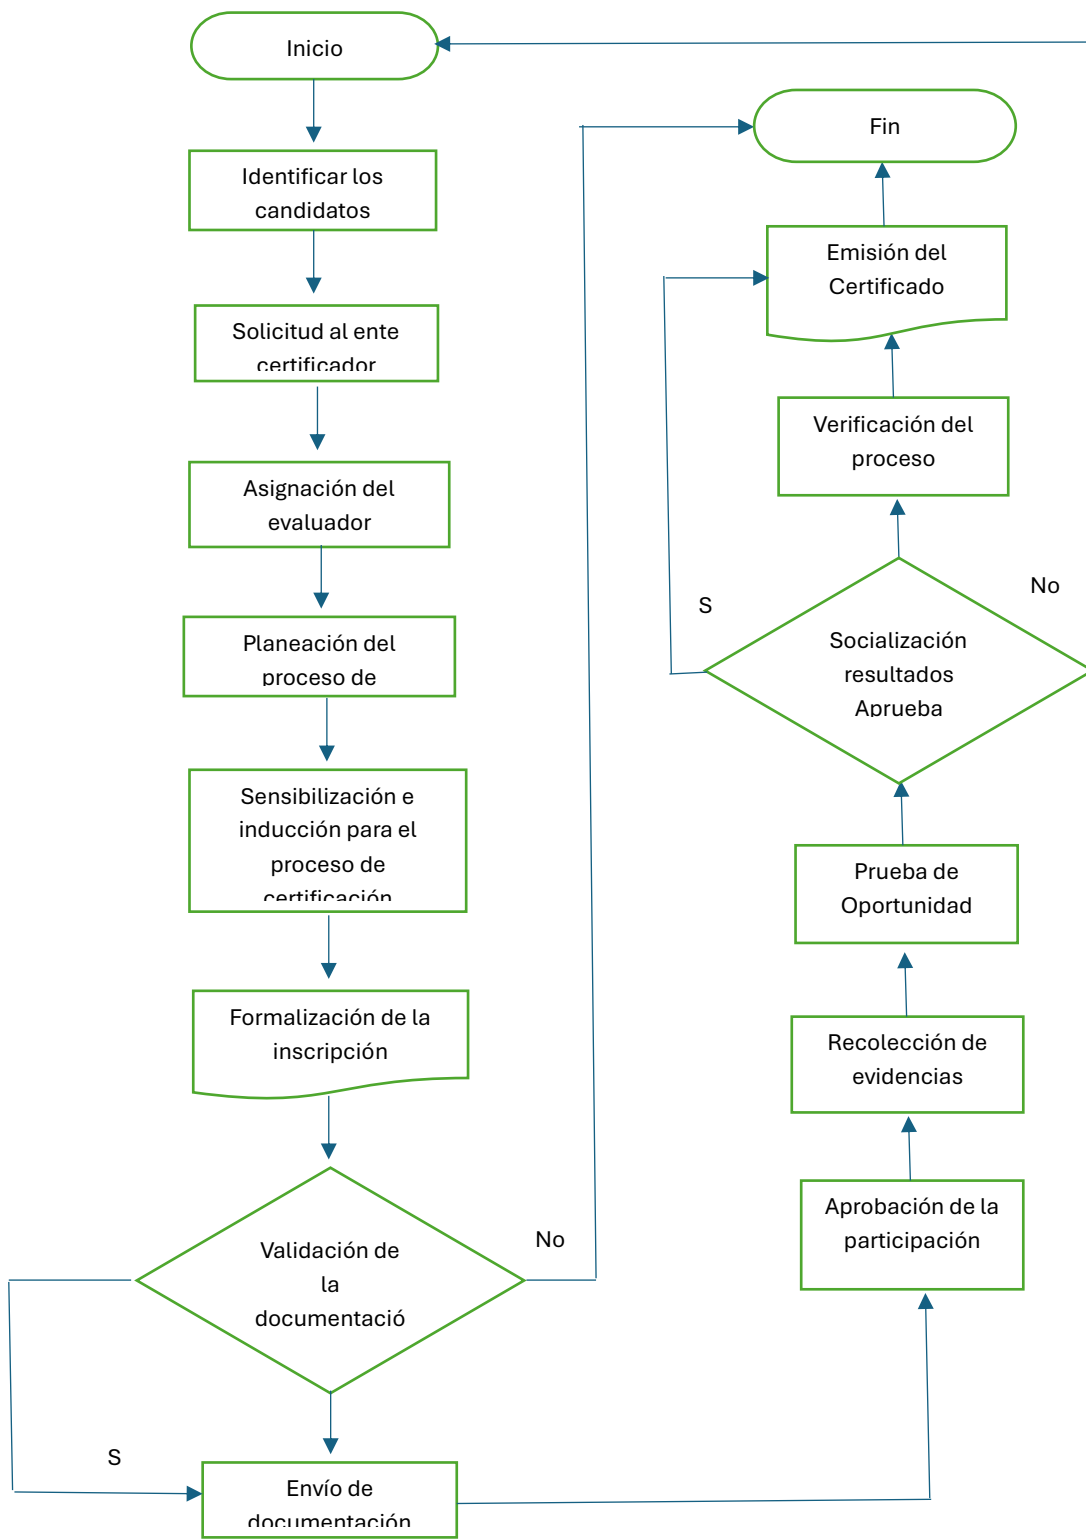 Inicio
Identificar los
candidatos
Solicitud al ente
certificador
Asignación del
evaluador
Planeación del
proceso de
Sensibilización e
inducción para el
proceso de
certificación
Formalización de la
inscripción
Validación de
la
documentació
No
S
Envío de
documentación
Fin
Emisión del
Certificado
Verificación del
proceso
S
No
Socialización
resultados
Aprueba
Prueba de
Oportunidad
Recolección de
evidencias
Aprobación de la
participación